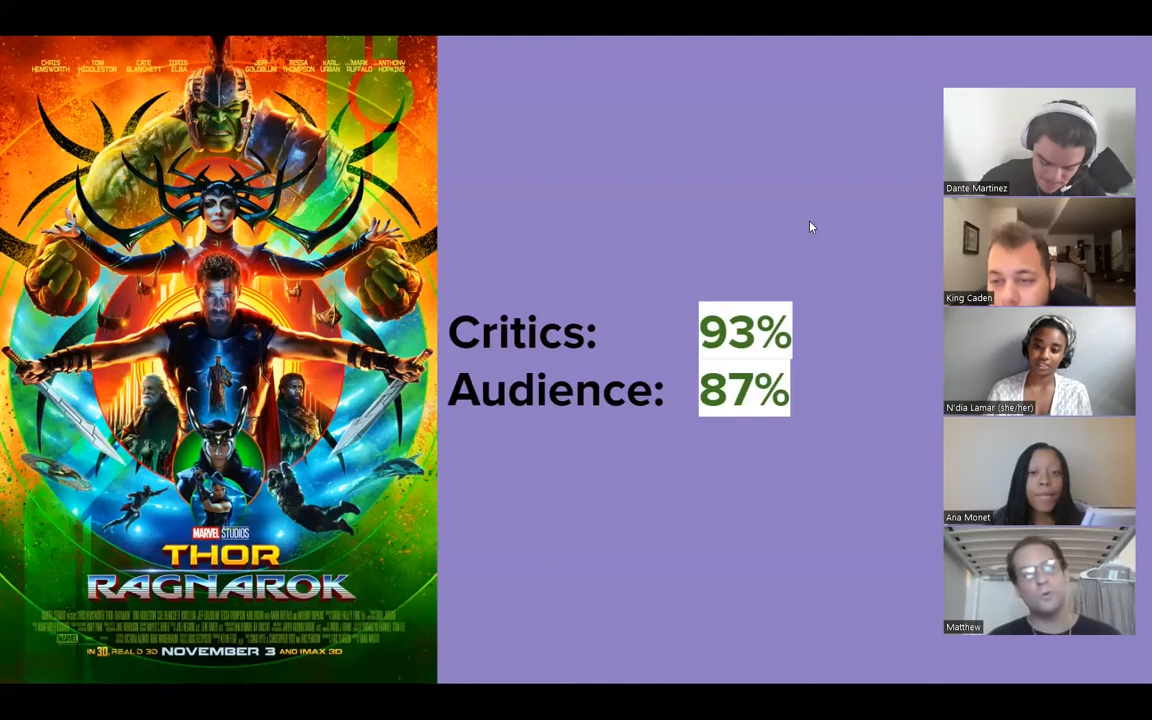 CHRIS HEMSWORTH TOM HIDDLESTON CATE BLANCHETT IDRIS ELBA JEFF GOLDBLUM TESSA THOMPSON KARL URBAN MARK RUFFALO ANTHONY HOPKINS
MARVEL STUDIOS
THOR
RAGNAROK
MARVEL
IN 3D, REAL D 3D NOVEMBER 3 AND IMAX 3D
Critics: 93%
Audience: 87%
Dante Martinez
King Caden
N'dia Lamar (she/her)
Ana Monet
Matthew